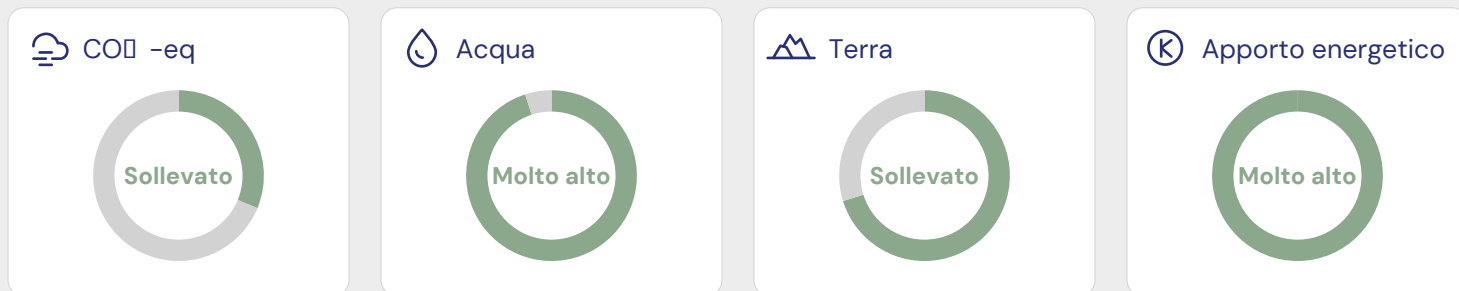 CO▯ -eq
Acqua
Terra
Apporto energetico
Sollevato
Molto alto
Sollevato
Molto alto